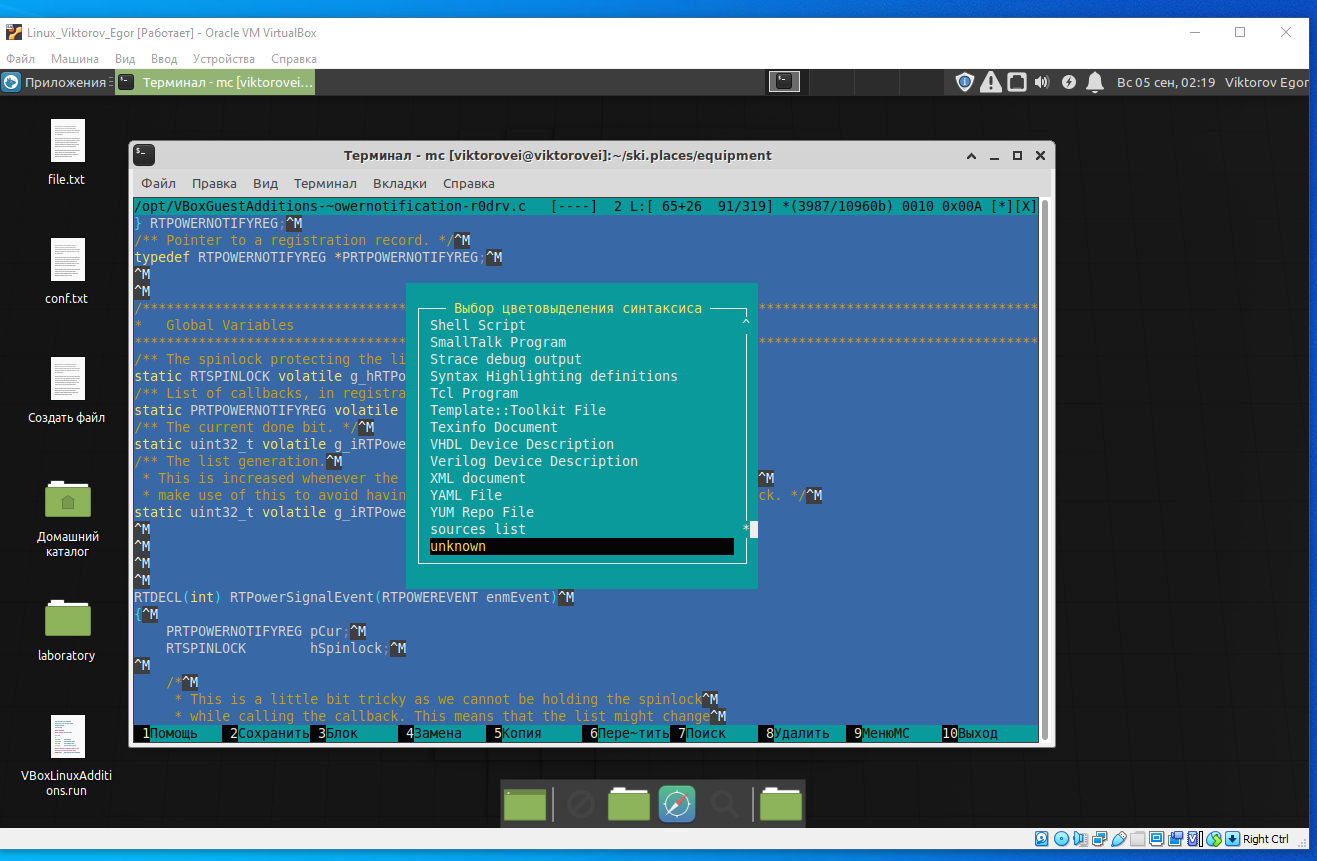 Linux_Viktorov_Egor [Работает] - Oracle VM VirtualBox
Файл Машина Вид Ввод Устройства Справка
Приложения Терминал - mc [viktorovei... Вс 05 сен, 02:19 Viktorov Egor
file.txt
conf.txt
Создать файл
Домашний
каталог
laboratory
VBoxLinuxAdditi
ons.run
Терминал - mc [viktorovei@viktorovei]:~/ski.places/equipment
Файл Правка Вид Терминал Вкладки Справка
/opt/VBoxGuestAdditions-~owernotification-r0drv.c [----] 2 L:[ 65+26 91/319] *(3987/10960b) 0010 0x00A [*][X]
} RTPOWERNOTIFYREG;^M
/** Pointer to a registration record. */^M
typedef RTPOWERNOTIFYREG *PRTPOWERNOTIFYREG;^M
^M
^M
/********************************** ***********************************
* Global Variables
********************************** ***********************************
/** The spinlock protecting the li
static RTSPINLOCK volatile g_hRTPo
/** List of callbacks, in registra
static PRTPOWERNOTIFYREG volatile
/** The current done bit. */^M
static uint32_t volatile g_iRTPowe
/** The list generation.^M
* This is increased whenever the ^M
* make use of this to avoid havin ck. */^M
static uint32_t volatile g_iRTPowe
^M
^M
^M
^M
RTDECL(int) RTPowerSignalEvent(RTPOWEREVENT enmEvent)^M
{^M
PRTPOWERNOTIFYREG pCur;^M
RTSPINLOCK hSpinlock;^M
^M
/*^M
* This is a little bit tricky as we cannot be holding the spinlock^M
* while calling the callback. This means that the list might change^M
Выбор цветовыделения синтаксиса
Shell Script ^
SmallTalk Program
Strace debug output
Syntax Highlighting definitions
Tcl Program
Template::Toolkit File
Texinfo Document
VHDL Device Description
Verilog Device Description
XML document
YAML File
YUM Repo File
sources list *
unknown
1Помощь 2Сохранить 3Блок 4Замена 5Копия 6Пере~тить 7Поиск 8Удалить 9МенюMC 10Выход
Right Ctrl